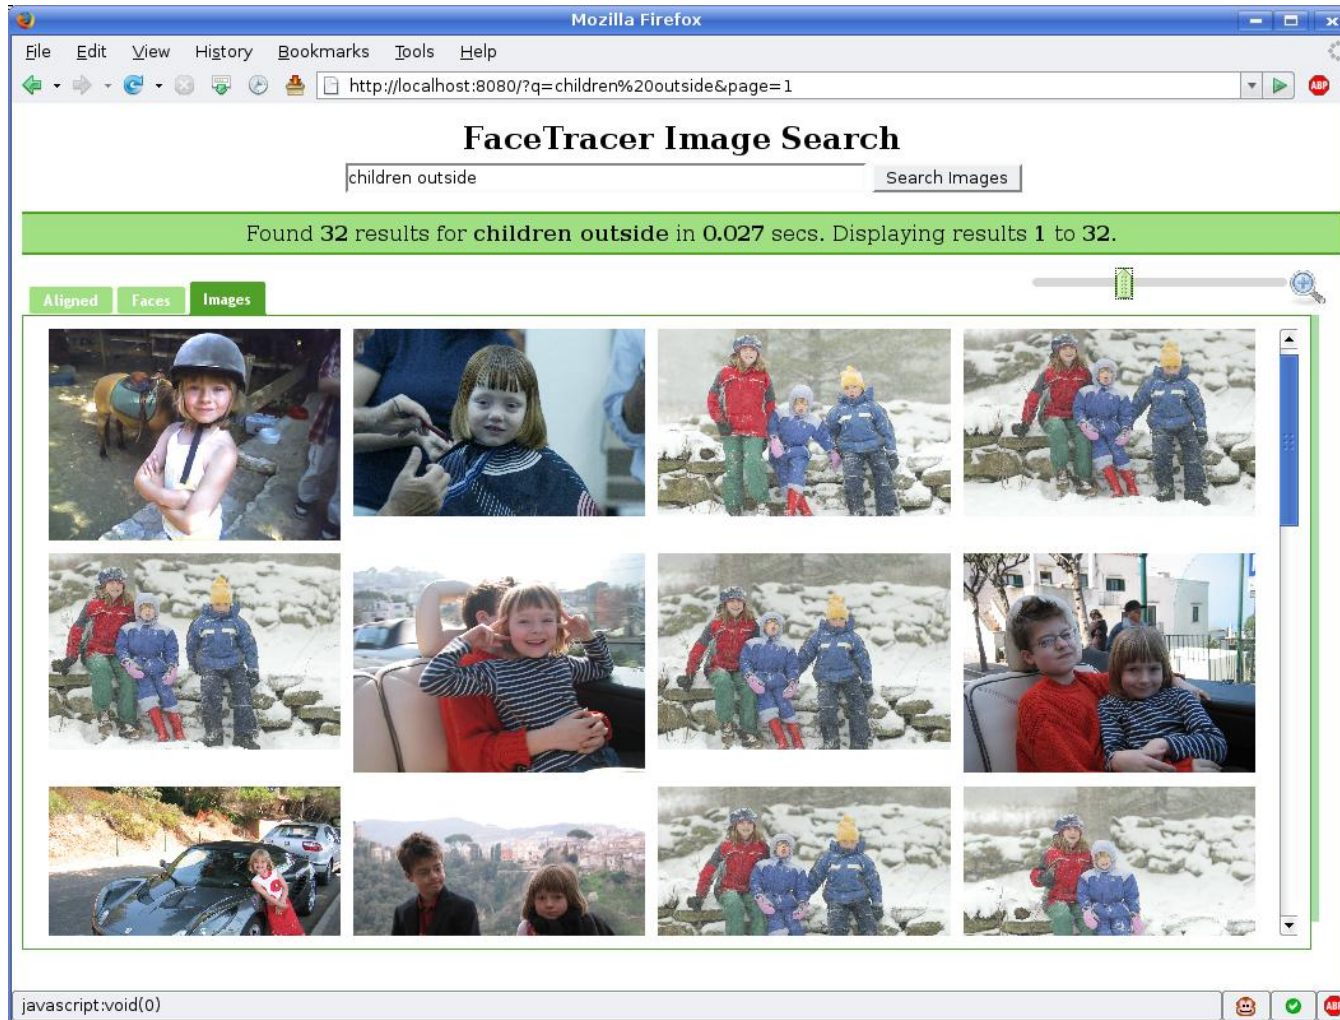 Mozilla Firefox
File Edit View History Bookmarks Tools Help
http://localhost:8080/?q=children%20outside&page=1
ABP
FaceTracer Image Search
children outside
Search Images
Found 32 results for children outside in 0.027 secs. Displaying results 1 to 32.
Aligned Faces Images
javascript:void(0)
ABP